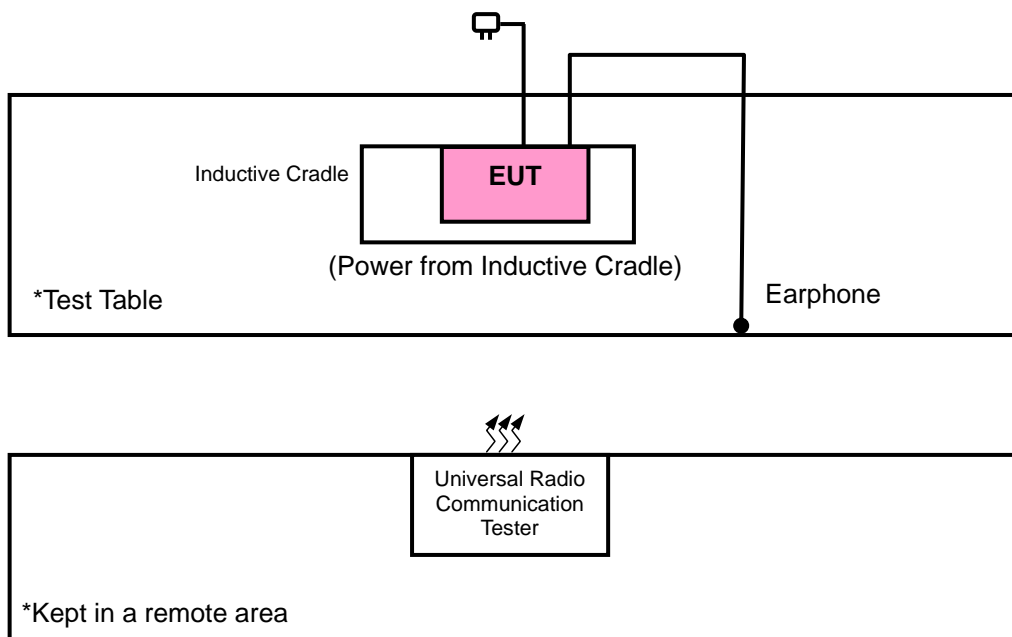 Inductive Cradle
EUT
(Power from Inductive Cradle)
*Test Table
Earphone
Universal Radio
Communication
Tester
*Kept in a remote area